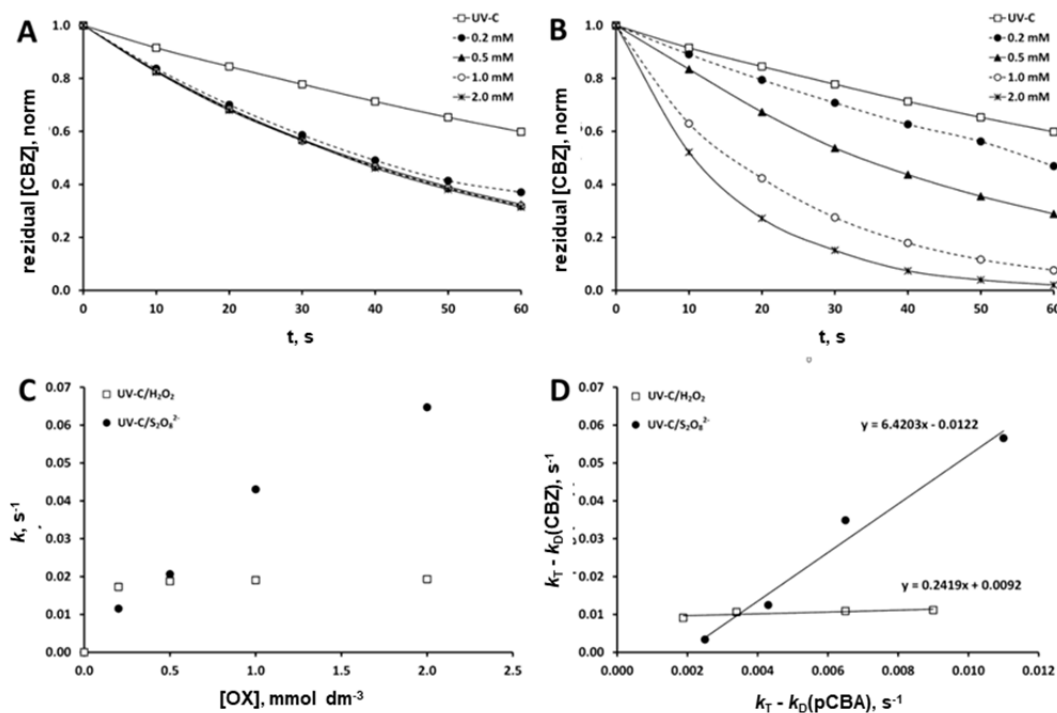 A
1.0
0.8
0.6
0.4
0.2
0.0
rezidual [CBZ], norm
0
10
20
30
40
50
60
t, s
UV-C
0.2 mM
0.5 mM
1.0 mM
2.0 mM
B
1.0
0.8
0.6
0.4
0.2
0.0
rezidual [CBZ], norm
0
10
20
30
40
50
60
t, s
UV-C
0.2 mM
0.5 mM
1.0 mM
2.0 mM
C
0.07
0.06
0.05
0.04
0.03
0.02
0.01
0.00
k, s⁻¹
UV-C/H₂O₂
UV-C/S₂O₈²⁻
0.0
0.5
1.0
1.5
2.0
2.5
[OX], mmol dm⁻³
D
0.07
0.06
0.05
0.04
0.03
0.02
0.01
0.00
k_T - k_D(CBZ), s⁻¹
UV-C/H₂O₂
UV-C/S₂O₈²⁻
y = 6.4203x - 0.0122
y = 0.2419x + 0.0092
0.000
0.002
0.004
0.006
0.008
0.010
0.012
k_T - k_D(pCBA), s⁻¹